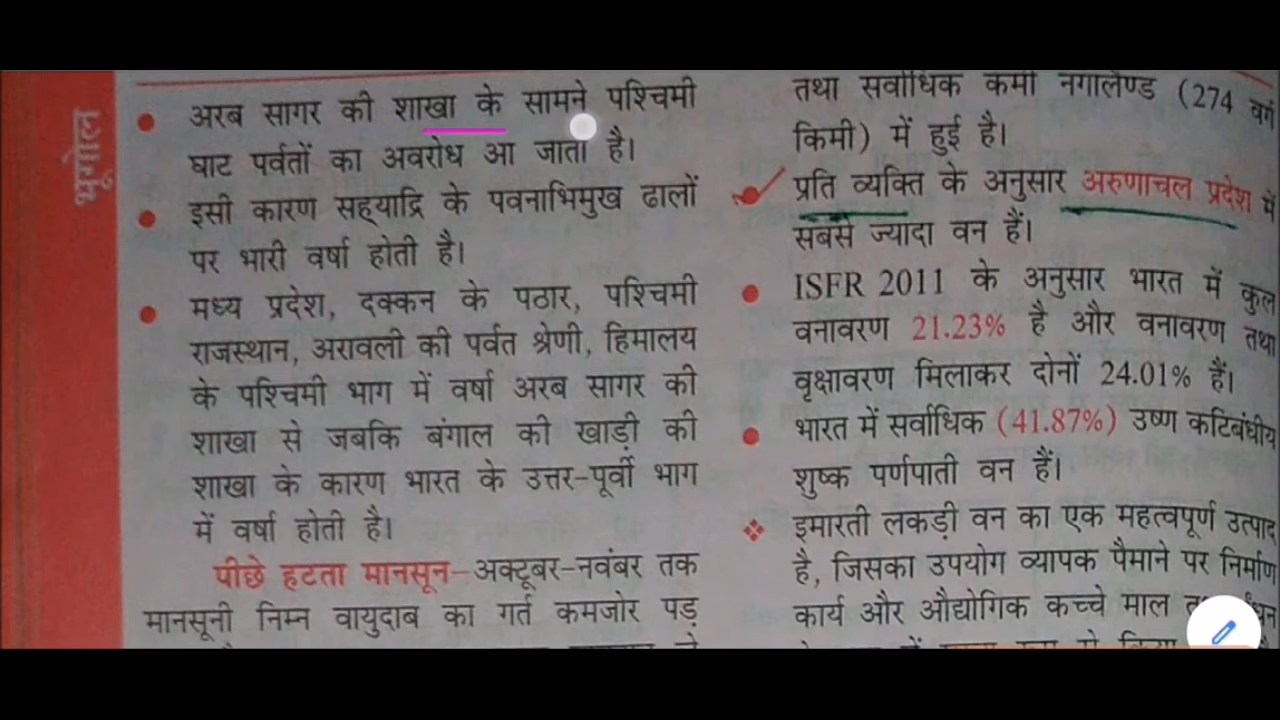 भूगोल
अरब सागर की शाखा के सामने पश्चिमी
घाट पर्वतों का अवरोध आ जाता है।
इसी कारण सह्याद्रि के पवनाभिमुख ढालों
पर भारी वर्षा होती है।
मध्य प्रदेश, दक्कन के पठार, पश्चिमी
राजस्थान, अरावली की पर्वत श्रेणी, हिमालय
के पश्चिमी भाग में वर्षा अरब सागर की
शाखा से जबकि बंगाल की खाड़ी की
शाखा के कारण भारत के उत्तर-पूर्वी भाग
में वर्षा होती है।
पीछे हटता मानसून–अक्टूबर-नवंबर तक
मानसूनी निम्न वायुदाब का गर्त कमजोर पड़
तथा सर्वाधिक कमी नगालैण्ड (274 वर्ग
किमी) में हुई है।
प्रति व्यक्ति के अनुसार अरुणाचल प्रदेश में
सबसे ज्यादा वन हैं।
ISFR 2011 के अनुसार भारत में कुल
वनावरण 21.23% है और वनावरण तथा
वृक्षावरण मिलाकर दोनों 24.01% हैं।
भारत में सर्वाधिक (41.87%) उष्ण कटिबंधीय
शुष्क पर्णपाती वन हैं।
इमारती लकड़ी वन का एक महत्वपूर्ण उत्पाद
है, जिसका उपयोग व्यापक पैमाने पर निर्माण
कार्य और औद्योगिक कच्चे माल